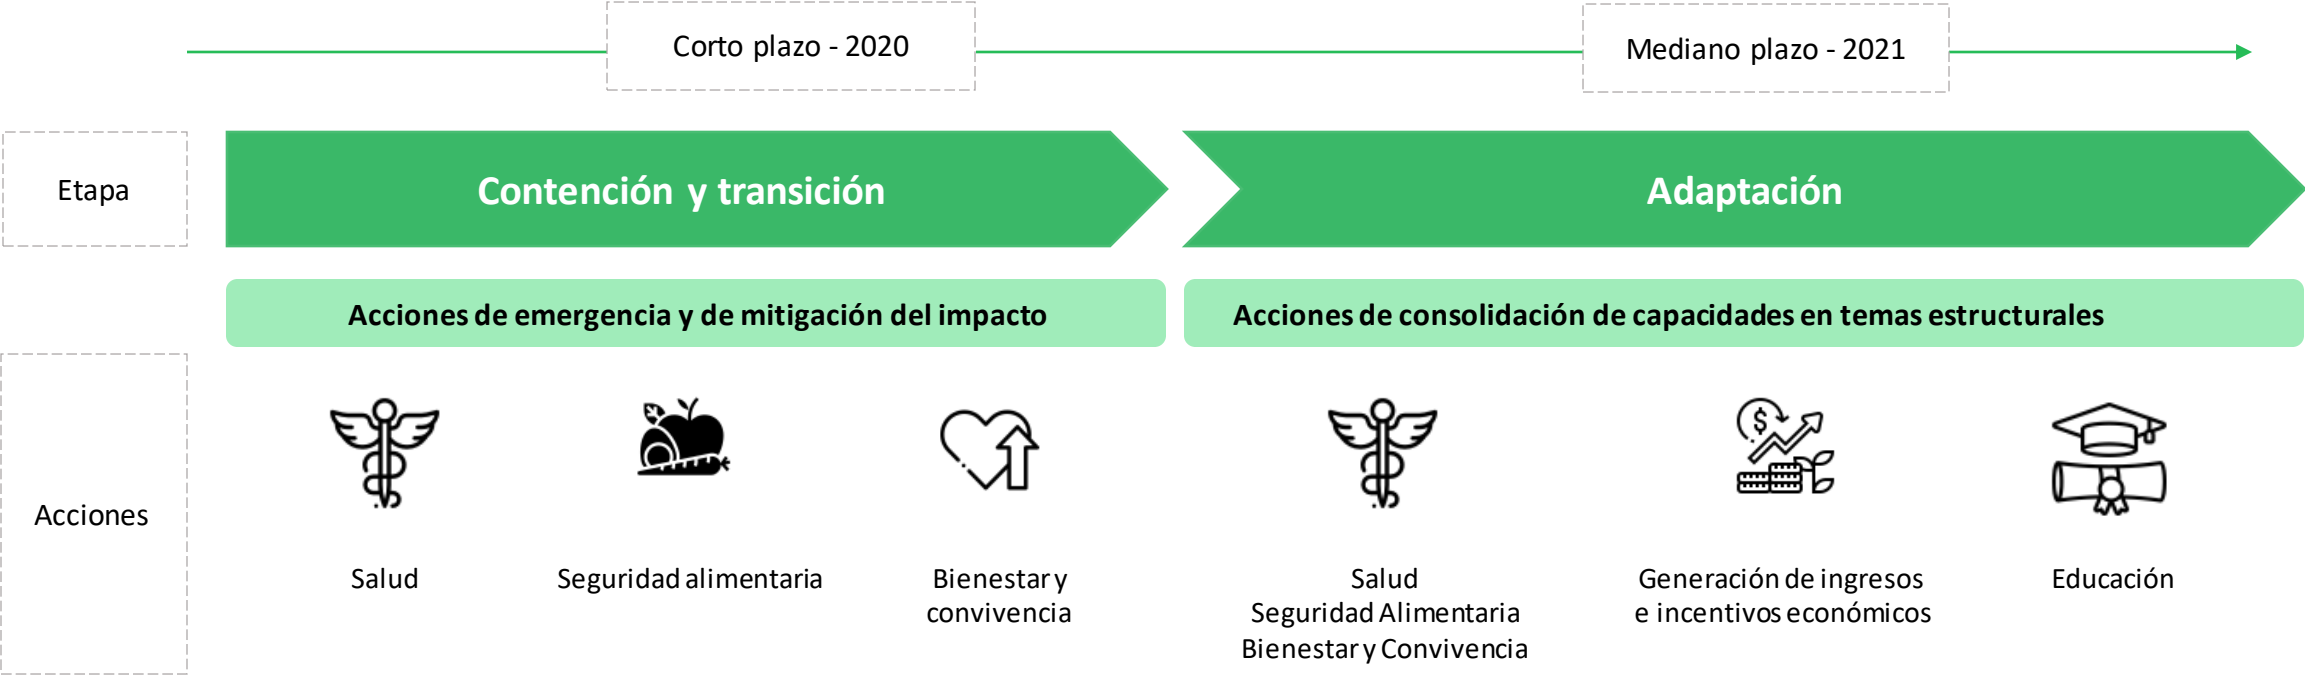 Corto plazo - 2020
Mediano plazo - 2021
Etapa
Contención y transición
Adaptación
Acciones de emergencia y de mitigación del impacto
Acciones de consolidación de capacidades en temas estructurales
Acciones
Salud
Seguridad alimentaria
Bienestar y
convivencia
Salud
Seguridad Alimentaria
Bienestar y Convivencia
Generación de ingresos
e incentivos económicos
Educación